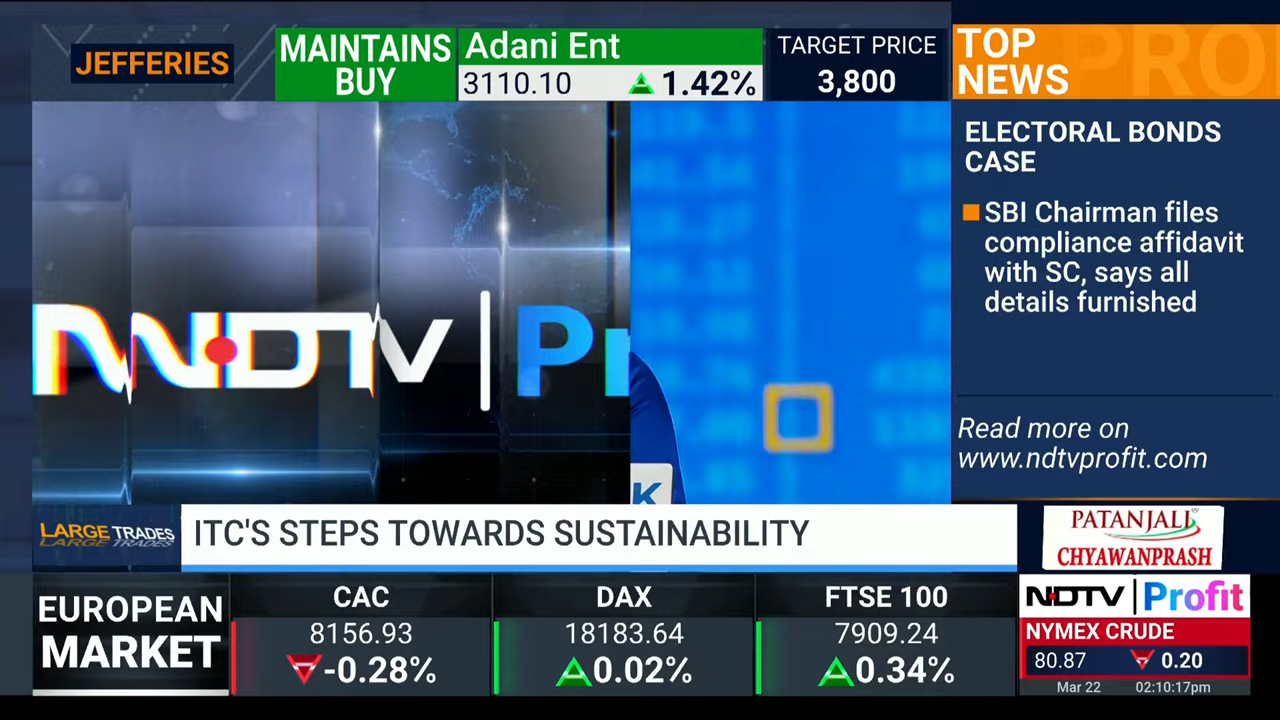 JEFFERIES
MAINTAINS
BUY
Adani Ent
3110.10 1.42%
TARGET PRICE
3,800
TOP
NEWS
ELECTORAL BONDS
CASE
SBI Chairman files
compliance affidavit
with SC, says all
details furnished
Read more on
www.ndtvprofit.com
NDTV | Pr
K
LARGE TRADES
ITC'S STEPS TOWARDS SUSTAINABILITY
PATANJALI
CHYAWANPRASH
EUROPEAN
MARKET
CAC
8156.93
-0.28%
DAX
18183.64
0.02%
FTSE 100
7909.24
0.34%
NDTV | Profit
NYMEX CRUDE
80.87 0.20
Mar 22 02:10:17pm